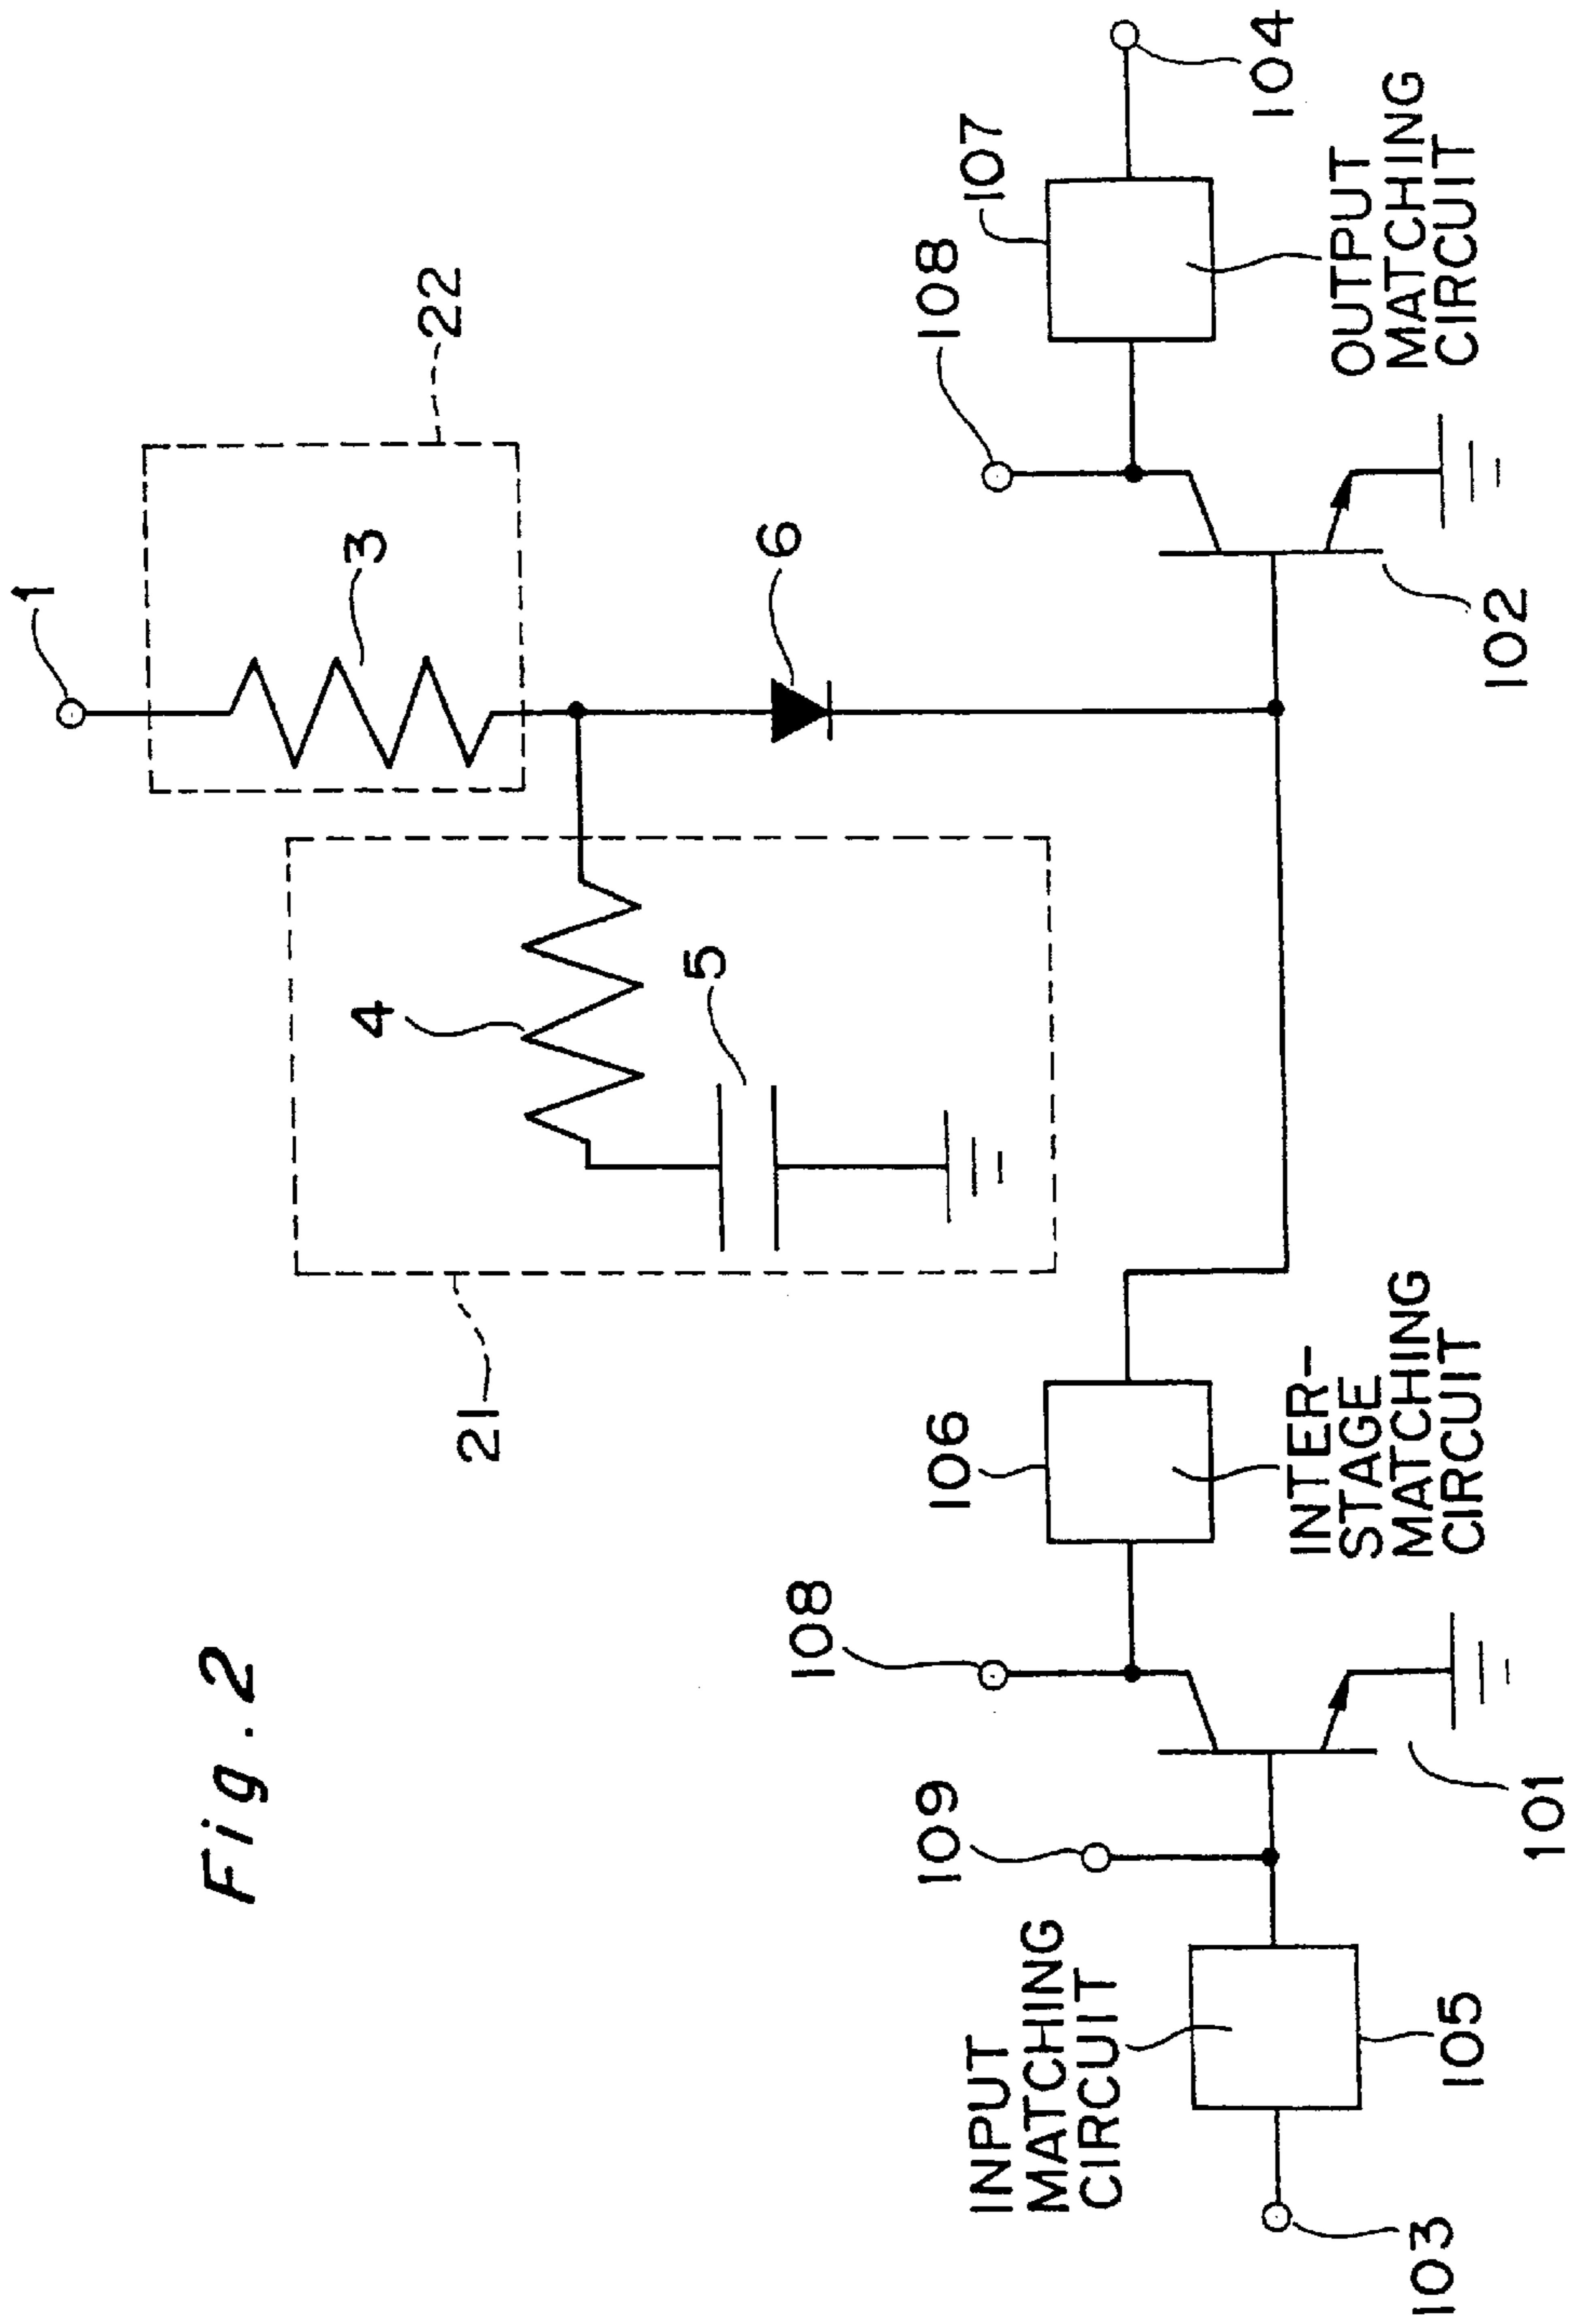 Fig. 2
1
22
3
4
5
6
21
108
107
104
OUTPUT
MATCHING
CIRCUIT
102
106
INTER-
STAGE
MATCHING
CIRCUIT
108
109
101
INPUT
MATCHING
CIRCUIT
105
103